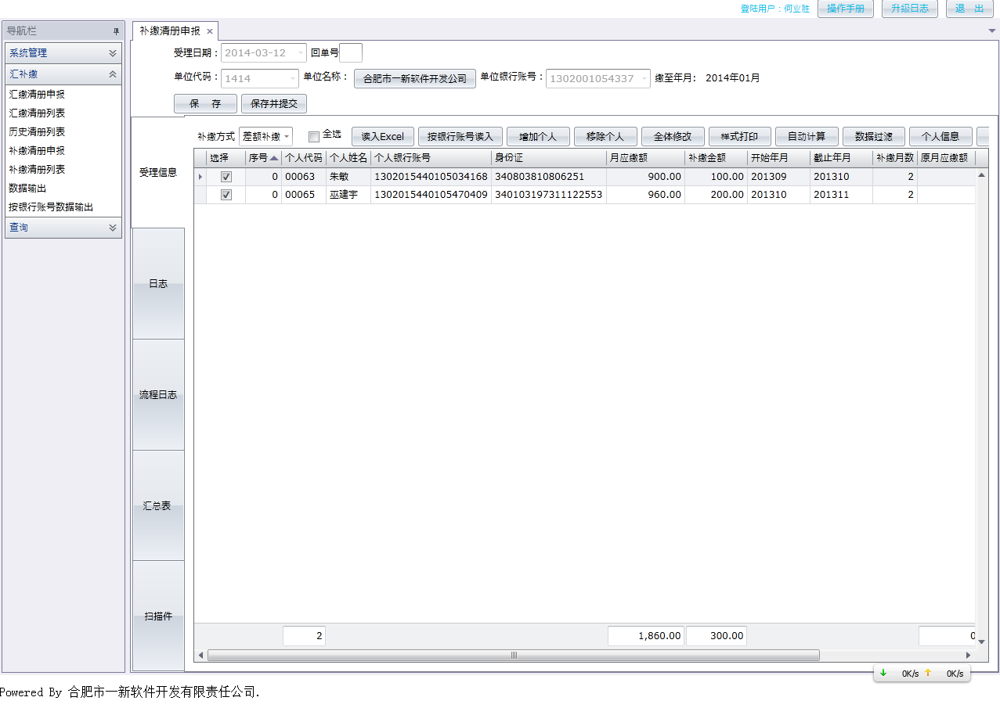 登陆用户：何业胜 操作手册 升级日志 退 出
导航栏
系统管理
汇补缴
汇缴清册申报
汇缴清册列表
历史清册列表
补缴清册申报
补缴清册列表
数据输出
按银行账号数据输出
查询
补缴清册申报
受理日期： 2014-03-12 回单号
单位代码： 1414 单位名称： 合肥市一新软件开发公司 单位银行账号： 1302001054337 缴至年月： 2014年01月
保 存 保存并提交
受理信息
日志
流程日志
汇总表
扫描件
补缴方式 差额补缴 全选 读入Excel 按银行账号读入 增加个人 移除个人 全体修改 样式打印 自动计算 数据过滤 个人信息
选择 序号 个人代码 个人姓名 个人银行账号 身份证 月应缴额 补缴金额 开始年月 截止年月 补缴月数 原月应缴额
0 00063 朱敏 1302015440105034168 340803810806251 900.00 100.00 201309 201310 2
0 00065 巫建宇 1302015440105470409 340103197311122553 960.00 200.00 201310 201311 2
2 1,860.00 300.00 0
0K/s 0K/s
Powered By 合肥市一新软件开发有限责任公司.